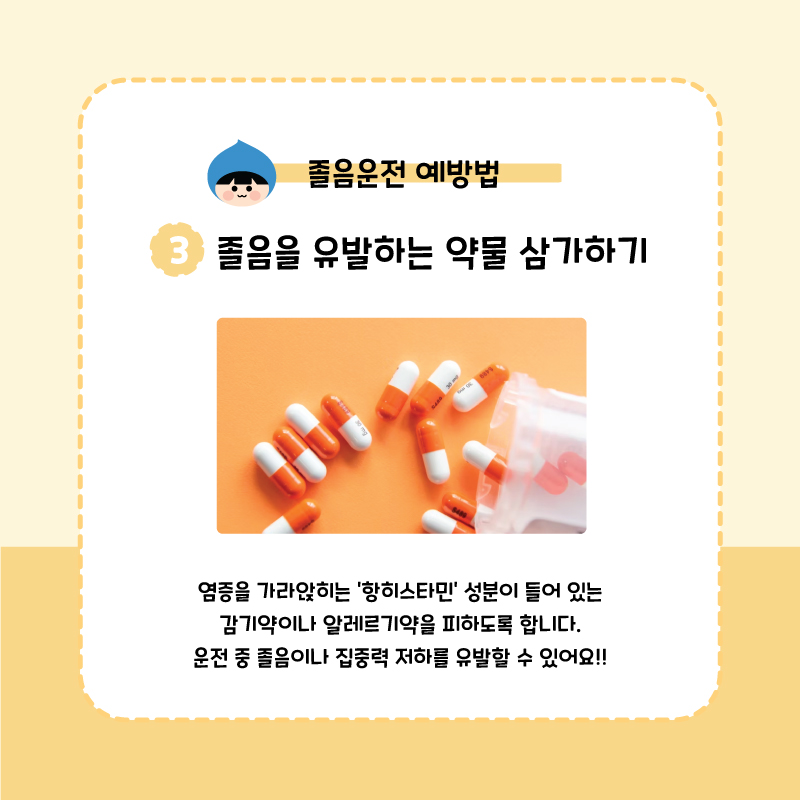 졸음운전 예방법
3 졸음을 유발하는 약물 삼가하기
염증을 가라앉히는 '항히스타민' 성분이 들어 있는
감기약이나 알레르기약을 피하도록 합니다.
운전 중 졸음이나 집중력 저하를 유발할 수 있어요!!